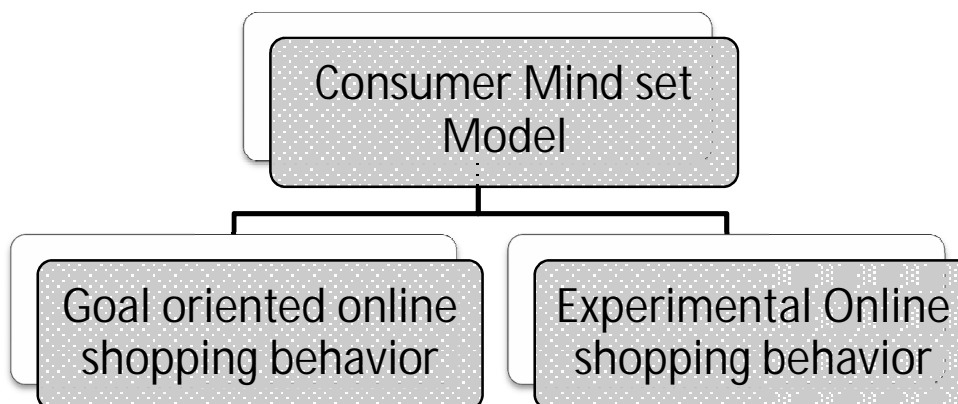 Consumer Mind set
Model
Goal oriented online
shopping behavior
Experimental Online
shopping behavior